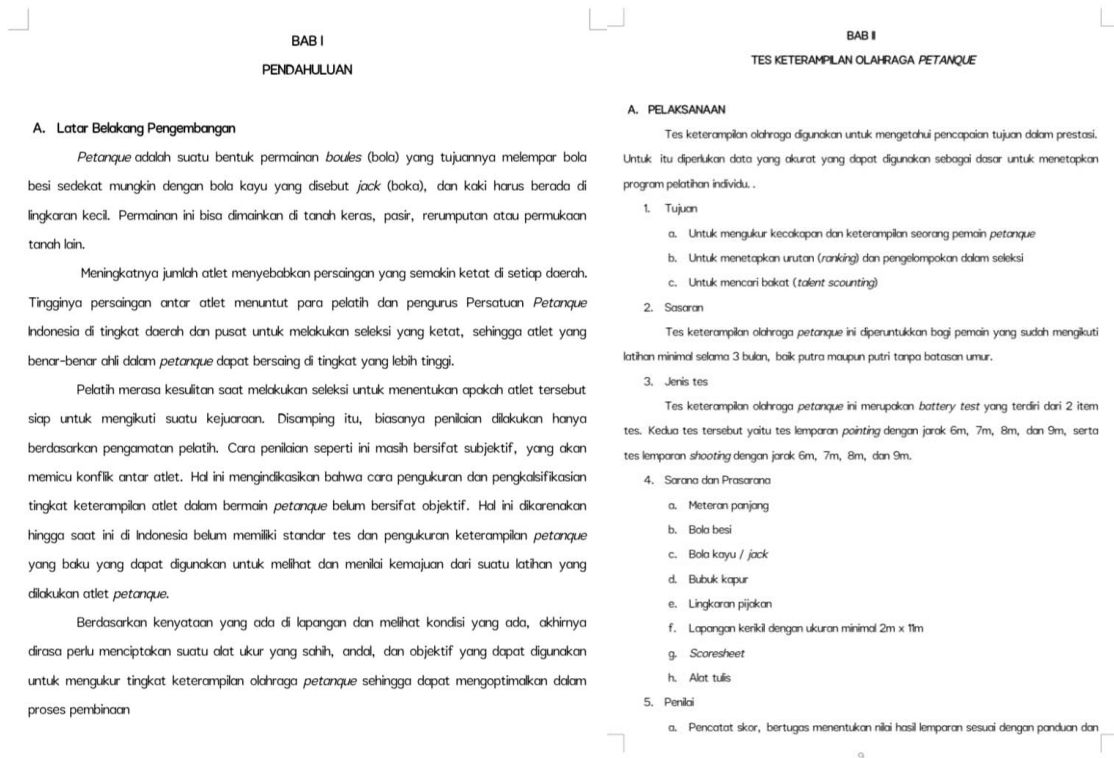 BAB I
PENDAHULUAN
A. Latar Belakang Pengembangan
Petanque adalah suatu bentuk permainan boules (bola) yang tujuannya melempar bola
besi sedekat mungkin dengan bola kayu yang disebut jack (boka), dan kaki harus berada di
lingkaran kecil. Permainan ini bisa dimainkan di tanah keras, pasir, rerumputan atau permukaan
tanah lain.
Meningkatnya jumlah atlet menyebabkan persaingan yang semakin ketat di setiap daerah.
Tingginya persaingan antar atlet menuntut para pelatih dan pengurus Persatuan Petanque
Indonesia di tingkat daerah dan pusat untuk melakukan seleksi yang ketat, sehingga atlet yang
benar-benar ahli dalam petanque dapat bersaing di tingkat yang lebih tinggi.
Pelatih merasa kesulitan saat melakukan seleksi untuk menentukan apakah atlet tersebut
siap untuk mengikuti suatu kejuaraan. Disamping itu, biasanya penilaian dilakukan hanya
berdasarkan pengamatan pelatih. Cara penilaian seperti ini masih bersifat subjektif, yang akan
memicu konflik antar atlet. Hal ini mengindikasikan bahwa cara pengukuran dan pengkalsifikasian
tingkat keterampilan atlet dalam bermain petanque belum bersifat objektif. Hal ini dikarenakan
hingga saat ini di Indonesia belum memiliki standar tes dan pengukuran keterampilan petanque
yang baku yang dapat digunakan untuk melihat dan menilai kemajuan dari suatu latihan yang
dilakukan atlet petanque.
Berdasarkan kenyataan yang ada di lapangan dan melihat kondisi yang ada, akhirnya
dirasa perlu menciptakan suatu alat ukur yang sahih, andal, dan objektif yang dapat digunakan
untuk mengukur tingkat keterampilan olahraga petanque sehingga dapat mengoptimalkan dalam
proses pembinaan
BAB II
TES KETERAMPILAN OLAHRAGA PETANQUE
A. PELAKSANAAN
Tes keterampilan olahraga digunakan untuk mengetahui pencapaian tujuan dalam prestasi.
Untuk itu diperlukan data yang akurat yang dapat digunakan sebagai dasar untuk menetapkan
program pelatihan individu. .
1. Tujuan
a. Untuk mengukur kecakapan dan keterampilan seorang pemain petanque
b. Untuk menetapkan urutan (ranking) dan pengelompokan dalam seleksi
c. Untuk mencari bakat (talent scounting)
2. Sasaran
Tes keterampilan olahraga petanque ini diperuntukkan bagi pemain yang sudah mengikuti
latihan minimal selama 3 bulan, baik putra maupun putri tanpa batasan umur.
3. Jenis tes
Tes keterampilan olahraga petanque ini merupakan battery test yang terdiri dari 2 item
tes. Kedua tes tersebut yaitu tes lemparan pointing dengan jarak 6m, 7m, 8m, dan 9m, serta
tes lemparan shooting dengan jarak 6m, 7m, 8m, dan 9m.
4. Sarana dan Prasarana
a. Meteran panjang
b. Bola besi
c. Bola kayu / jack
d. Bubuk kapur
e. Lingkaran pijakan
f. Lapangan kerikil dengan ukuran minimal 2m x 11m
g. Scoresheet
h. Alat tulis
5. Penilai
a. Pencatat skor, bertugas menentukan nilai hasil lemparan sesuai dengan panduan dan